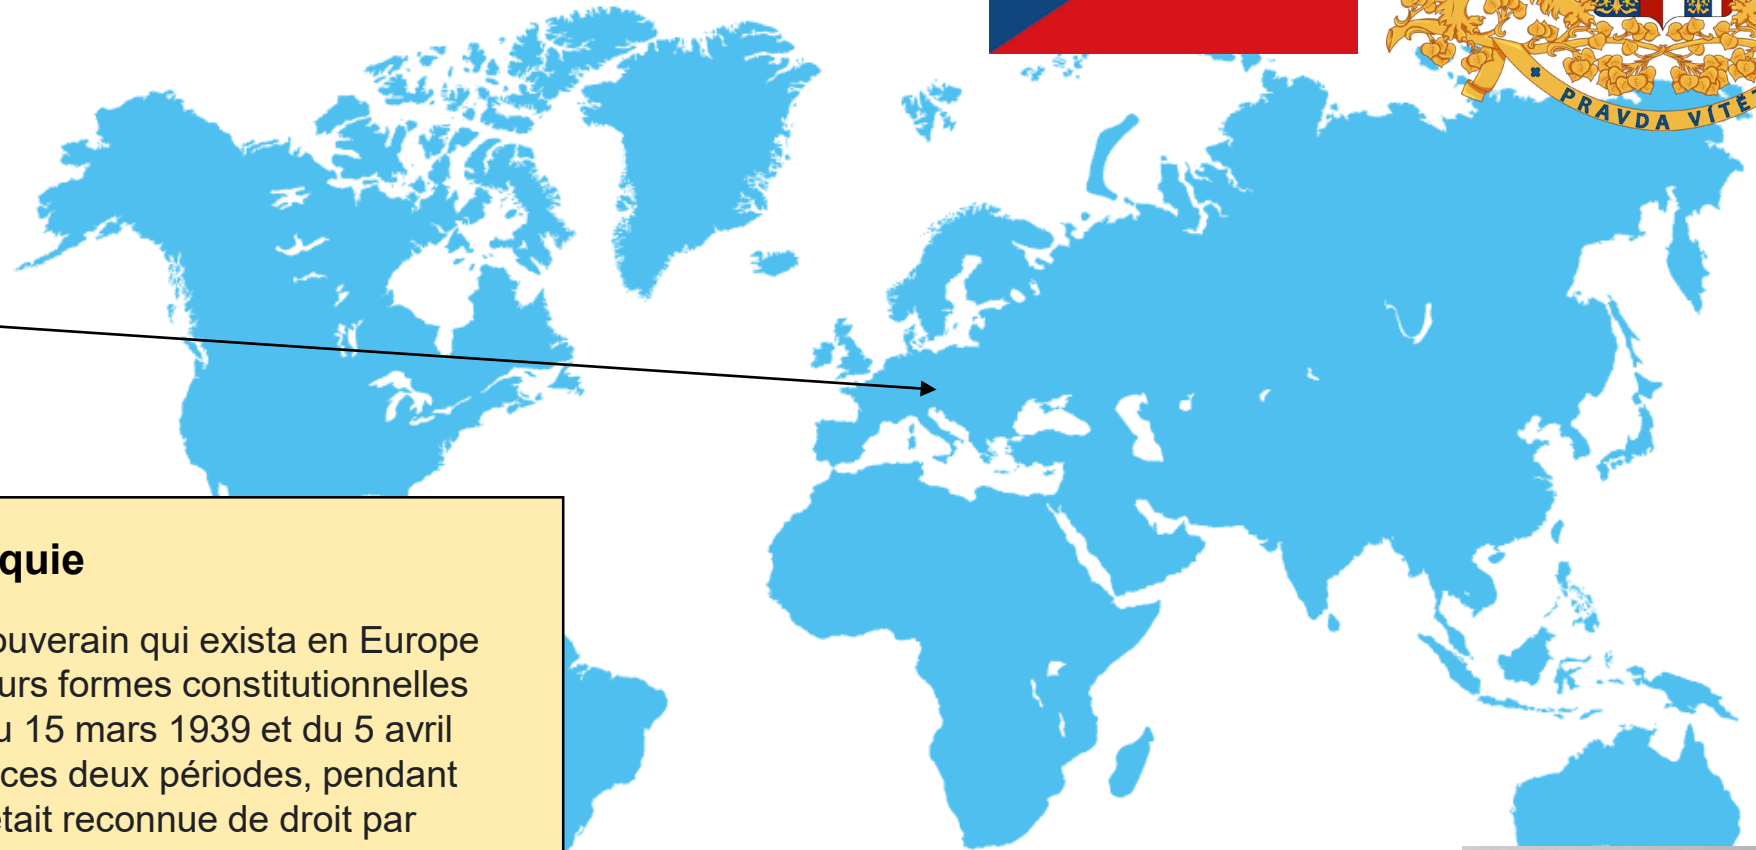 PRAVDA VÍTĚ
quie
ouverain qui exista en Europe
urs formes constitutionnelles
u 15 mars 1939 et du 5 avril
ces deux périodes, pendant
était reconnue de droit par